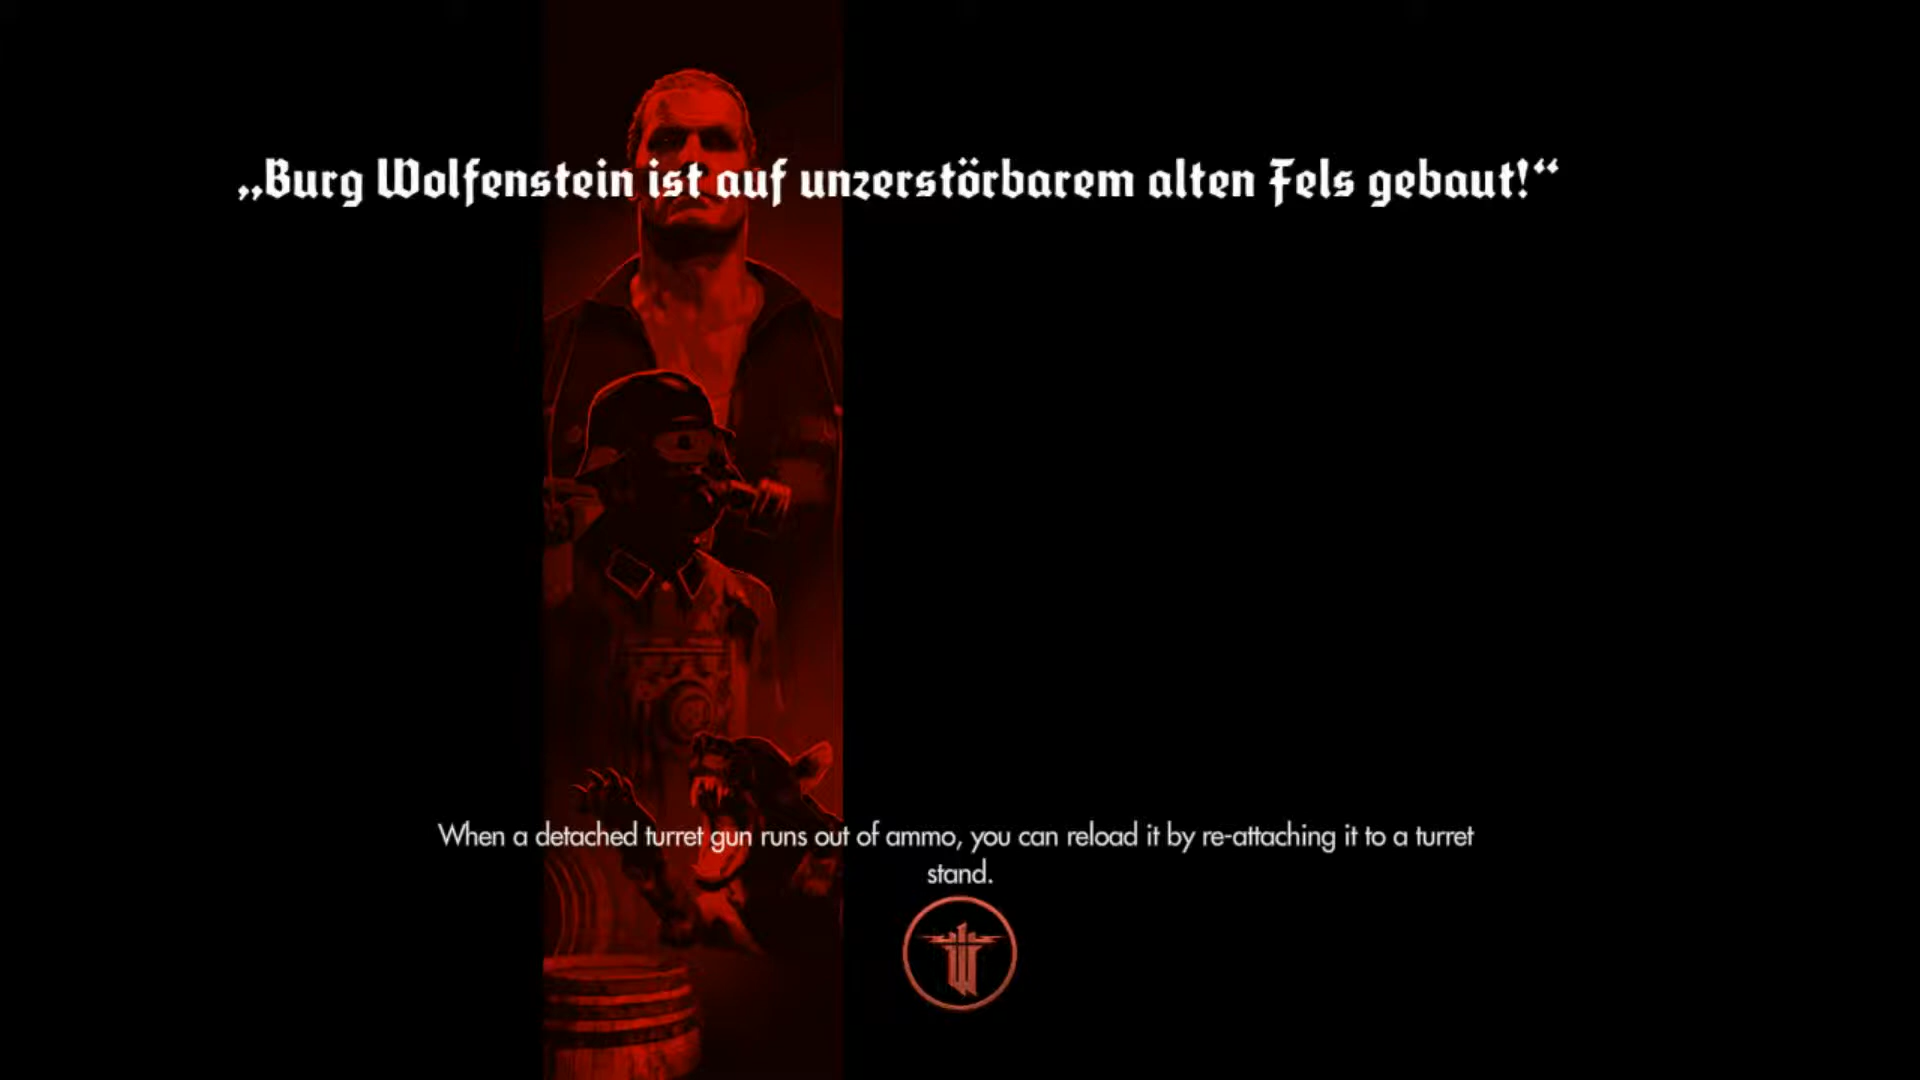 „Burg Wolfenstein ist auf unzerstörbarem alten Fels gebaut!“
When a detached turret gun runs out of ammo, you can reload it by re-attaching it to a turret
stand.